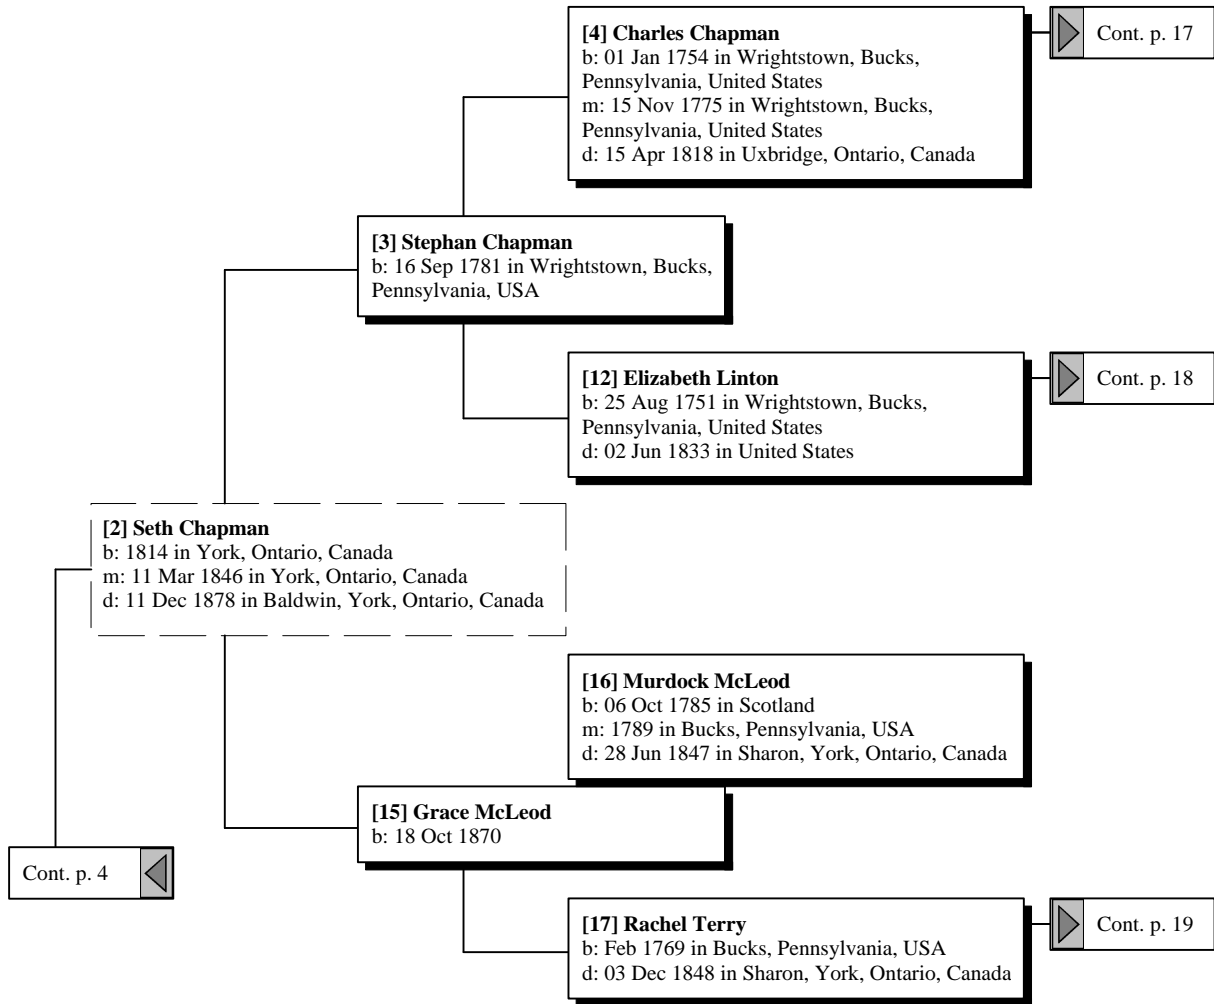 [4] Charles Chapman
b: 01 Jan 1754 in Wrightstown, Bucks,
Pennsylvania, United States
m: 15 Nov 1775 in Wrightstown, Bucks,
Pennsylvania, United States
d: 15 Apr 1818 in Uxbridge, Ontario, Canada
Cont. p. 17
[3] Stephan Chapman
b: 16 Sep 1781 in Wrightstown, Bucks,
Pennsylvania, USA
[12] Elizabeth Linton
b: 25 Aug 1751 in Wrightstown, Bucks,
Pennsylvania, United States
d: 02 Jun 1833 in United States
Cont. p. 18
[2] Seth Chapman
b: 1814 in York, Ontario, Canada
m: 11 Mar 1846 in York, Ontario, Canada
d: 11 Dec 1878 in Baldwin, York, Ontario, Canada
[16] Murdock McLeod
b: 06 Oct 1785 in Scotland
m: 1789 in Bucks, Pennsylvania, USA
d: 28 Jun 1847 in Sharon, York, Ontario, Canada
[15] Grace McLeod
b: 18 Oct 1870
Cont. p. 4
[17] Rachel Terry
b: Feb 1769 in Bucks, Pennsylvania, USA
d: 03 Dec 1848 in Sharon, York, Ontario, Canada
Cont. p. 19